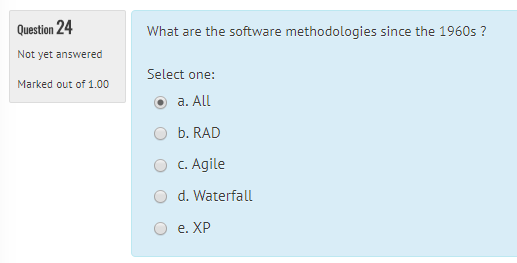 Question 24
Not yet answered
Marked out of 1.00
What are the software methodologies since the 1960s ?
Select one:
a. All
b. RAD
c. Agile
d. Waterfall
e. XP